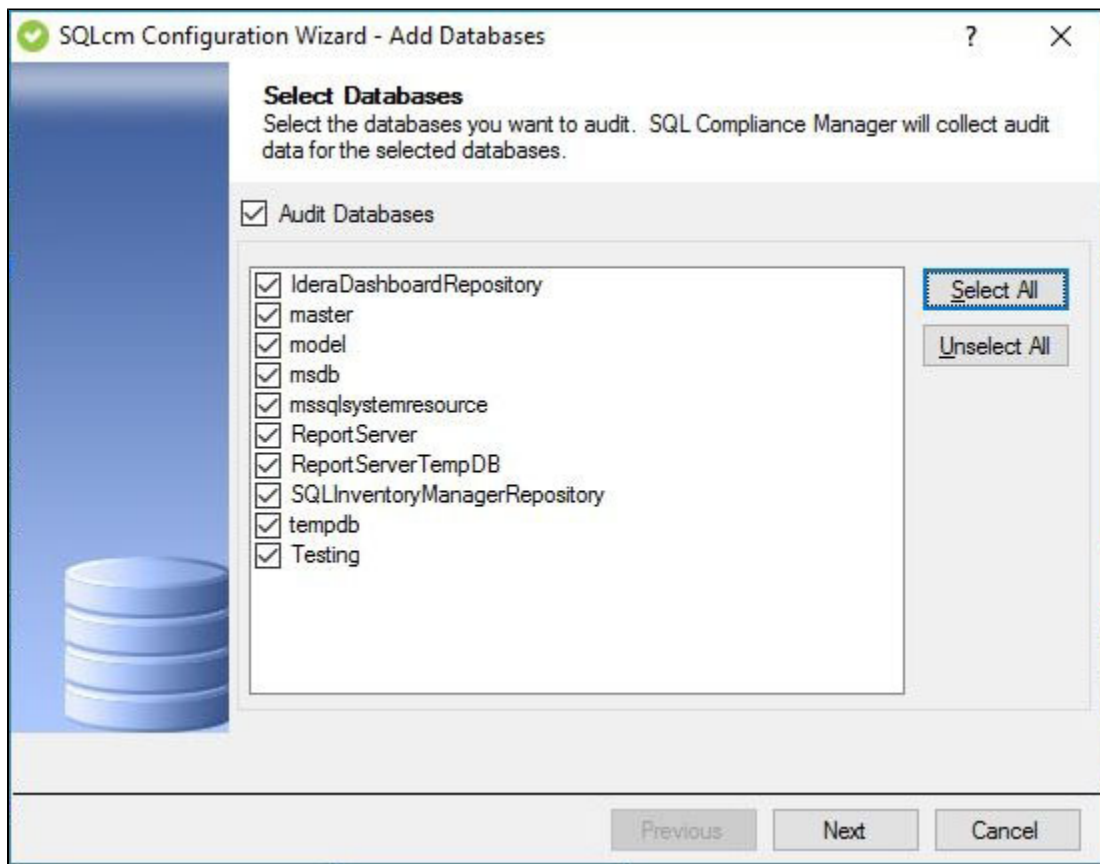 SQLcm Configuration Wizard - Add Databases
?
Select Databases
Select the databases you want to audit. SQL Compliance Manager will collect audit
data for the selected databases.
Audit Databases
IderaDashboardRepository
master
model
msdb
mssqlsystemresource
ReportServer
ReportServerTempDB
SQLInventoryManagerRepository
tempdb
Testing
Select All
Unselect All
Previous
Next
Cancel